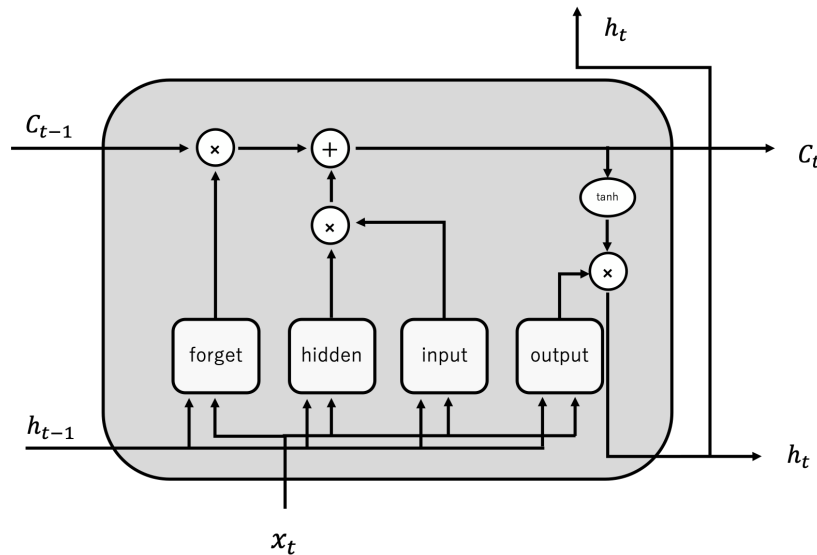 h_t
C_{t-1}
×
+
C_t
tanh
×
×
forget
hidden
input
output
h_{t-1}
h_t
x_t